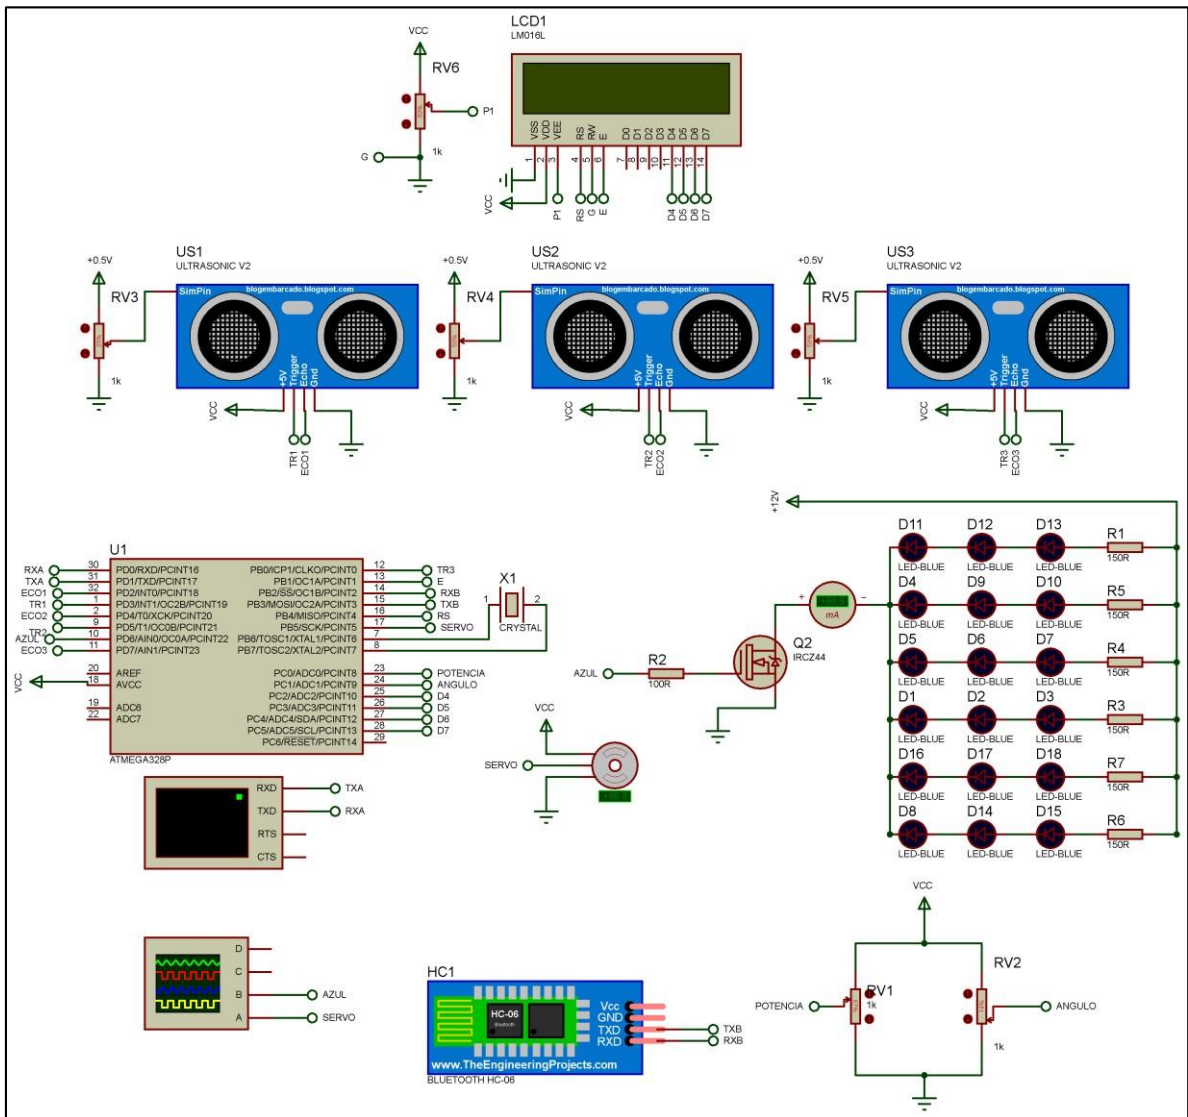 VCC
RV6
P1
1k
G
LCD1
LM016L
VSS VDD VEE RS RW E D0 D1 D2 D3 D4 D5 D6 D7
1 2 3 4 5 6 7 8 9 10 11 12 13 14
VCC
P1 RS G E D4 D5 D6 D7
+0.5V
RV3
1k
US1
ULTRASONIC V2
SimPin blogembarcado.blogspot.com
+5V Trigger Echo Gnd
VCC
TR1 ECO1
+0.5V
RV4
1k
US2
ULTRASONIC V2
SimPin blogembarcado.blogspot.com
+5V Trigger Echo Gnd
VCC
TR2 ECO2
+0.5V
RV5
1k
US3
ULTRASONIC V2
SimPin blogembarcado.blogspot.com
+5V Trigger Echo Gnd
VCC
TR3 ECO3
U1
RXA 30 PD0/RXD/PCINT16
TXA 31 PD1/TXD/PCINT17
ECO1 32 PD2/INT0/PCINT18
TR1 1 PD3/INT1/OC2B/PCINT19
ECO2 2 PD4/T0/XCK/PCINT20
TR2 9 PD5/T1/OC0B/PCINT21
AZUL 10 PD6/AIN0/OC0A/PCINT22
ECO3 11 PD7/AIN1/PCINT23
20 AREF
VCC 18 AVCC
19 ADC6
22 ADC7
PB0/ICP1/CLKO/PCINT0 12 TR3
PB1/OC1A/PCINT1 13 E
PB2/SS/OC1B/PCINT2 14 RXB
PB3/MOSI/OC2A/PCINT3 15 TXB
PB4/MISO/PCINT4 16 RS
PB5/SCK/PCINT5 17 SERVO
PB6/TOSC1/XTAL1/PCINT6 7
PB7/TOSC2/XTAL2/PCINT7 8
PC0/ADC0/PCINT8 23 POTENCIA
PC1/ADC1/PCINT9 24 ANGULO
PC2/ADC2/PCINT10 25 D4
PC3/ADC3/PCINT11 26 D5
PC4/ADC4/SDA/PCINT12 27 D6
PC5/ADC5/SCL/PCINT13 28 D7
PC6/RESET/PCINT14 29
ATMEGA328P
X1
1 2
CRYSTAL
+12V
+ -
mA
AZUL
R2
100R
Q2
IRCZ44
VCC
SERVO
D11 D12 D13 R1
LED-BLUE LED-BLUE LED-BLUE 150R
D4 D9 D10 R5
LED-BLUE LED-BLUE LED-BLUE 150R
D5 D6 D7 R4
LED-BLUE LED-BLUE LED-BLUE 150R
D1 D2 D3 R3
LED-BLUE LED-BLUE LED-BLUE 150R
D16 D17 D18 R7
LED-BLUE LED-BLUE LED-BLUE 150R
D8 D14 D15 R6
LED-BLUE LED-BLUE LED-BLUE 150R
RXD TXA
TXD RXA
RTS
CTS
D
C
B AZUL
A SERVO
HC1
HC-06
Bluetooth
Vcc
GND
TXD TXB
RXD RXB
www.TheEngineeringProjects.com
BLUETOOTH HC-06
VCC
POTENCIA
RV1
1k
RV2
ANGULO
1k